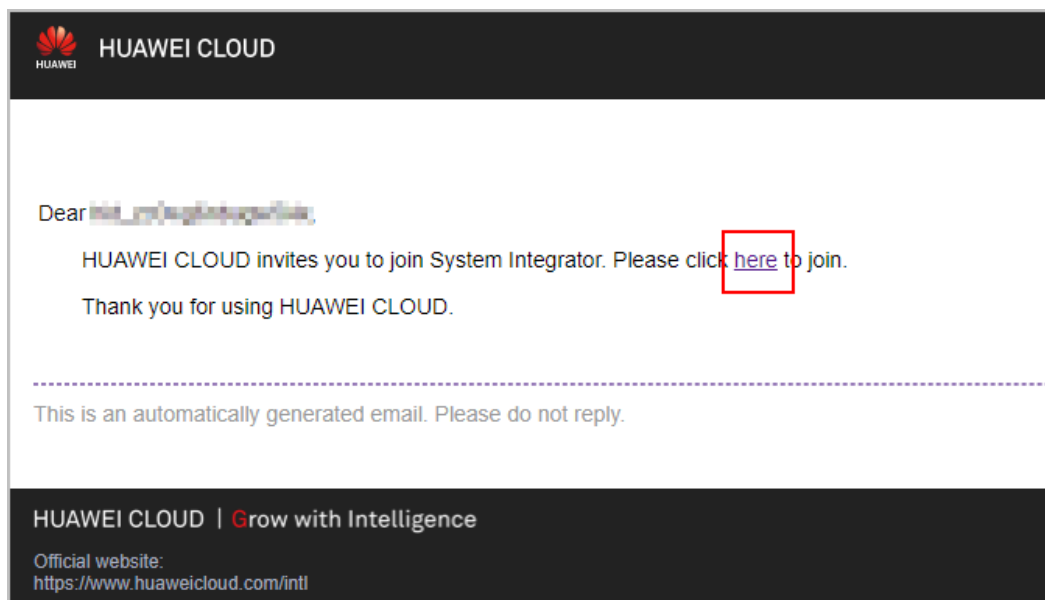 HUAWEI
HUAWEI CLOUD
Dear
HUAWEI CLOUD invites you to join System Integrator. Please click here to join.
Thank you for using HUAWEI CLOUD.
This is an automatically generated email. Please do not reply.
HUAWEI CLOUD | Grow with Intelligence
Official website:
https://www.huaweicloud.com/intl